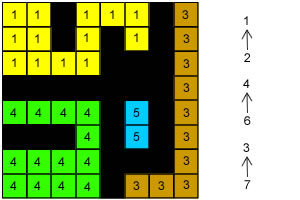 1 1 1 1 1 3
1 1 1 1 3
1 1 1 1 3
3
4 4 4 4 5 3
4 5 3
4 4 4 4 3
4 4 4 4 3 3 3
1
2
4
6
3
7